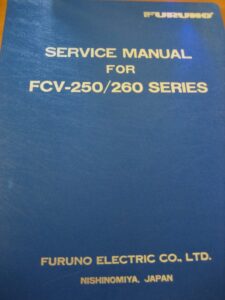 FURUNO
SERVICE MANUAL
FOR
FCV-250/260 SERIES
FURUNO ELECTRIC CO., LTD.
NISHINOMIYA, JAPAN